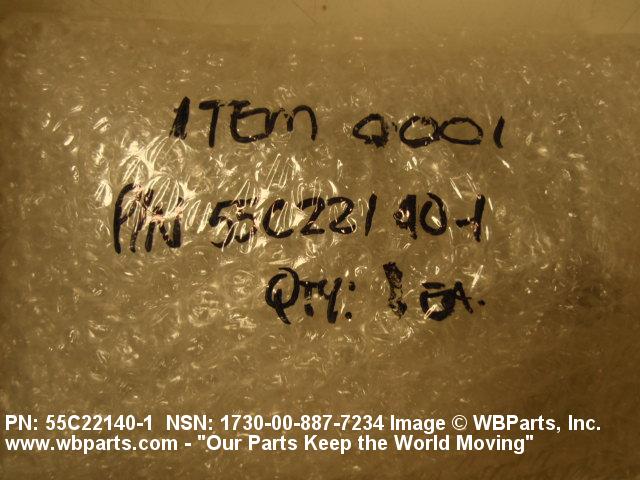 ITEM 0001
P/N 55C22140-1
QTY: 1 EA.
PN: 55C22140-1 NSN: 1730-00-887-7234 Image © WBParts, Inc.
www.wbparts.com - "Our Parts Keep the World Moving"